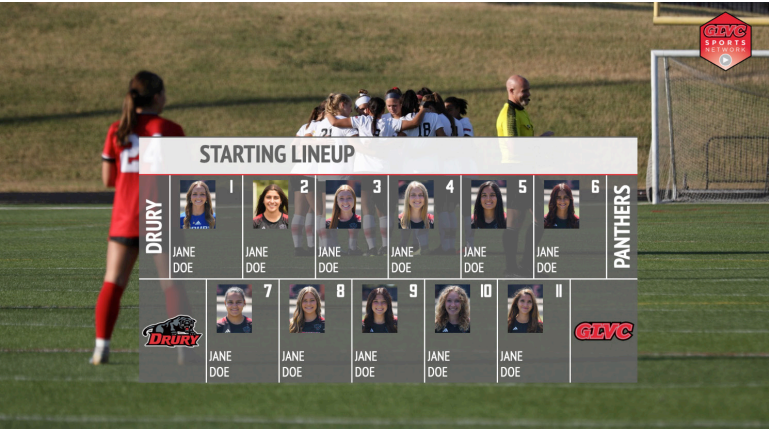 GLVC
SPORTS
NETWORK
21
18
STARTING LINEUP
DRURY
PANTHERS
1
JANE
DOE
2
JANE
DOE
3
JANE
DOE
4
JANE
DOE
5
JANE
DOE
6
JANE
DOE
7
JANE
DOE
8
JANE
DOE
9
JANE
DOE
10
JANE
DOE
11
JANE
DOE
DRURY
GLVC